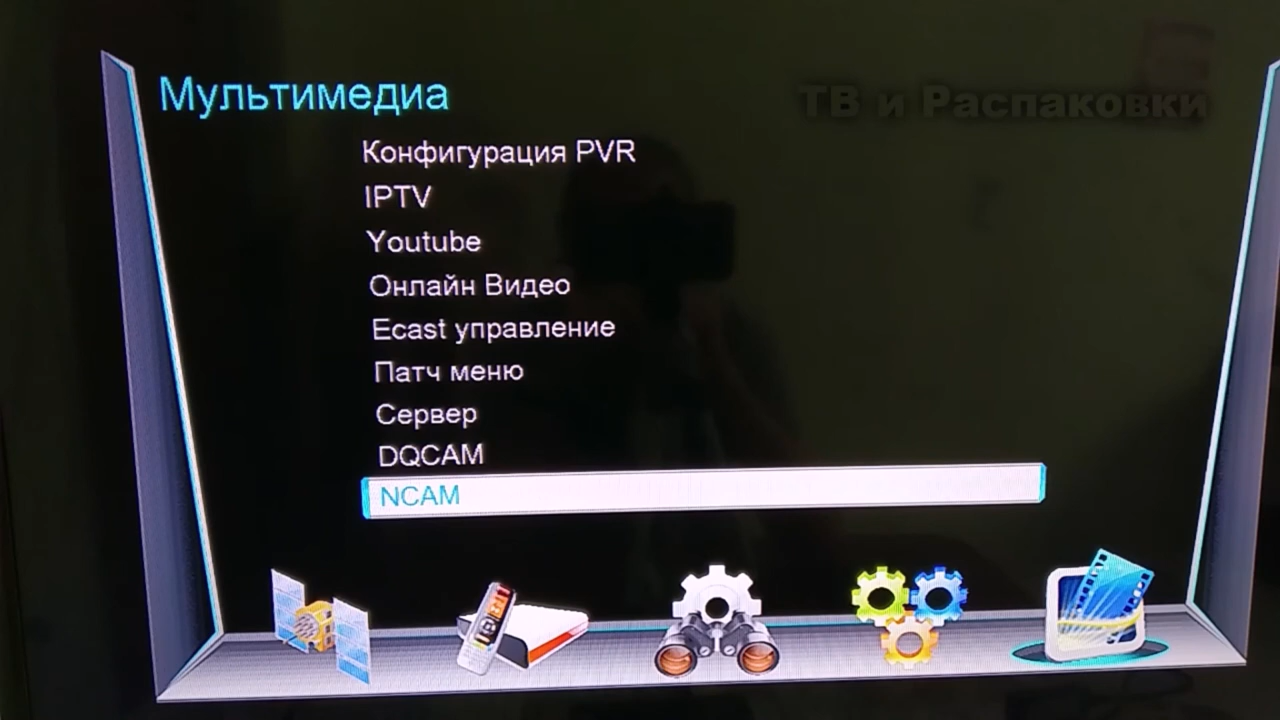 Мультимедиа
ТВ и Распаковки
Конфигурация PVR
IPTV
Youtube
Онлайн Видео
Ecast управление
Патч меню
Сервер
DQCAM
NCAM